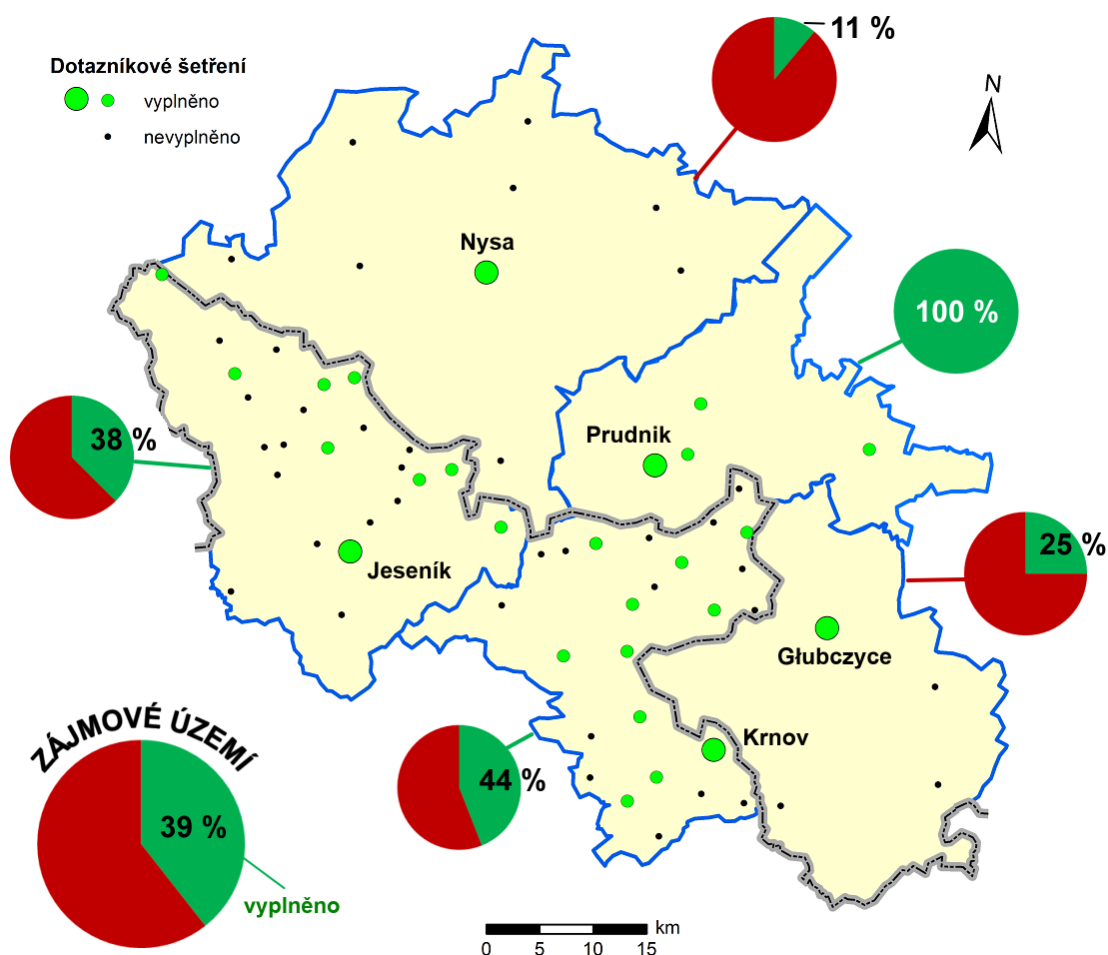 11 %
Dotazníkové šetření
vyplněno
nevyplněno
N
Nysa
100 %
38 %
Prudnik
25 %
Jeseník
Głubczyce
ZÁJMOVÉ ÚZEMÍ
Krnov
44 %
39 %
vyplněno
km
0 5 10 15